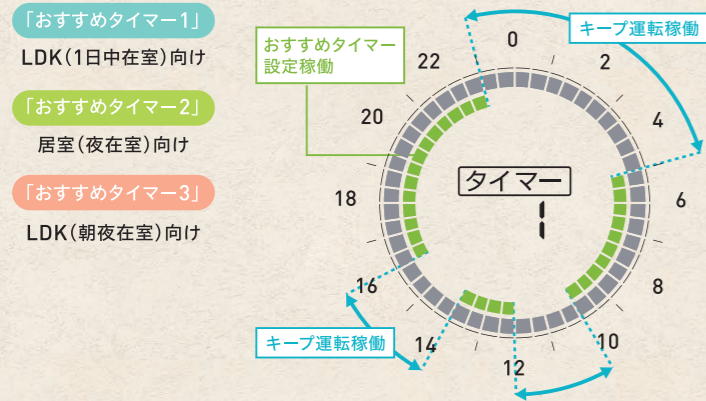 「おすすめタイマー1」
LDK(1日中在室)向け
「おすすめタイマー2」
居室(夜在室)向け
「おすすめタイマー3」
LDK(朝夜在室)向け
おすすめタイマー
設定稼働
キープ運転稼働
0
2
4
6
8
10
12
14
16
18
20
22
タイマー
1
キープ運転稼働